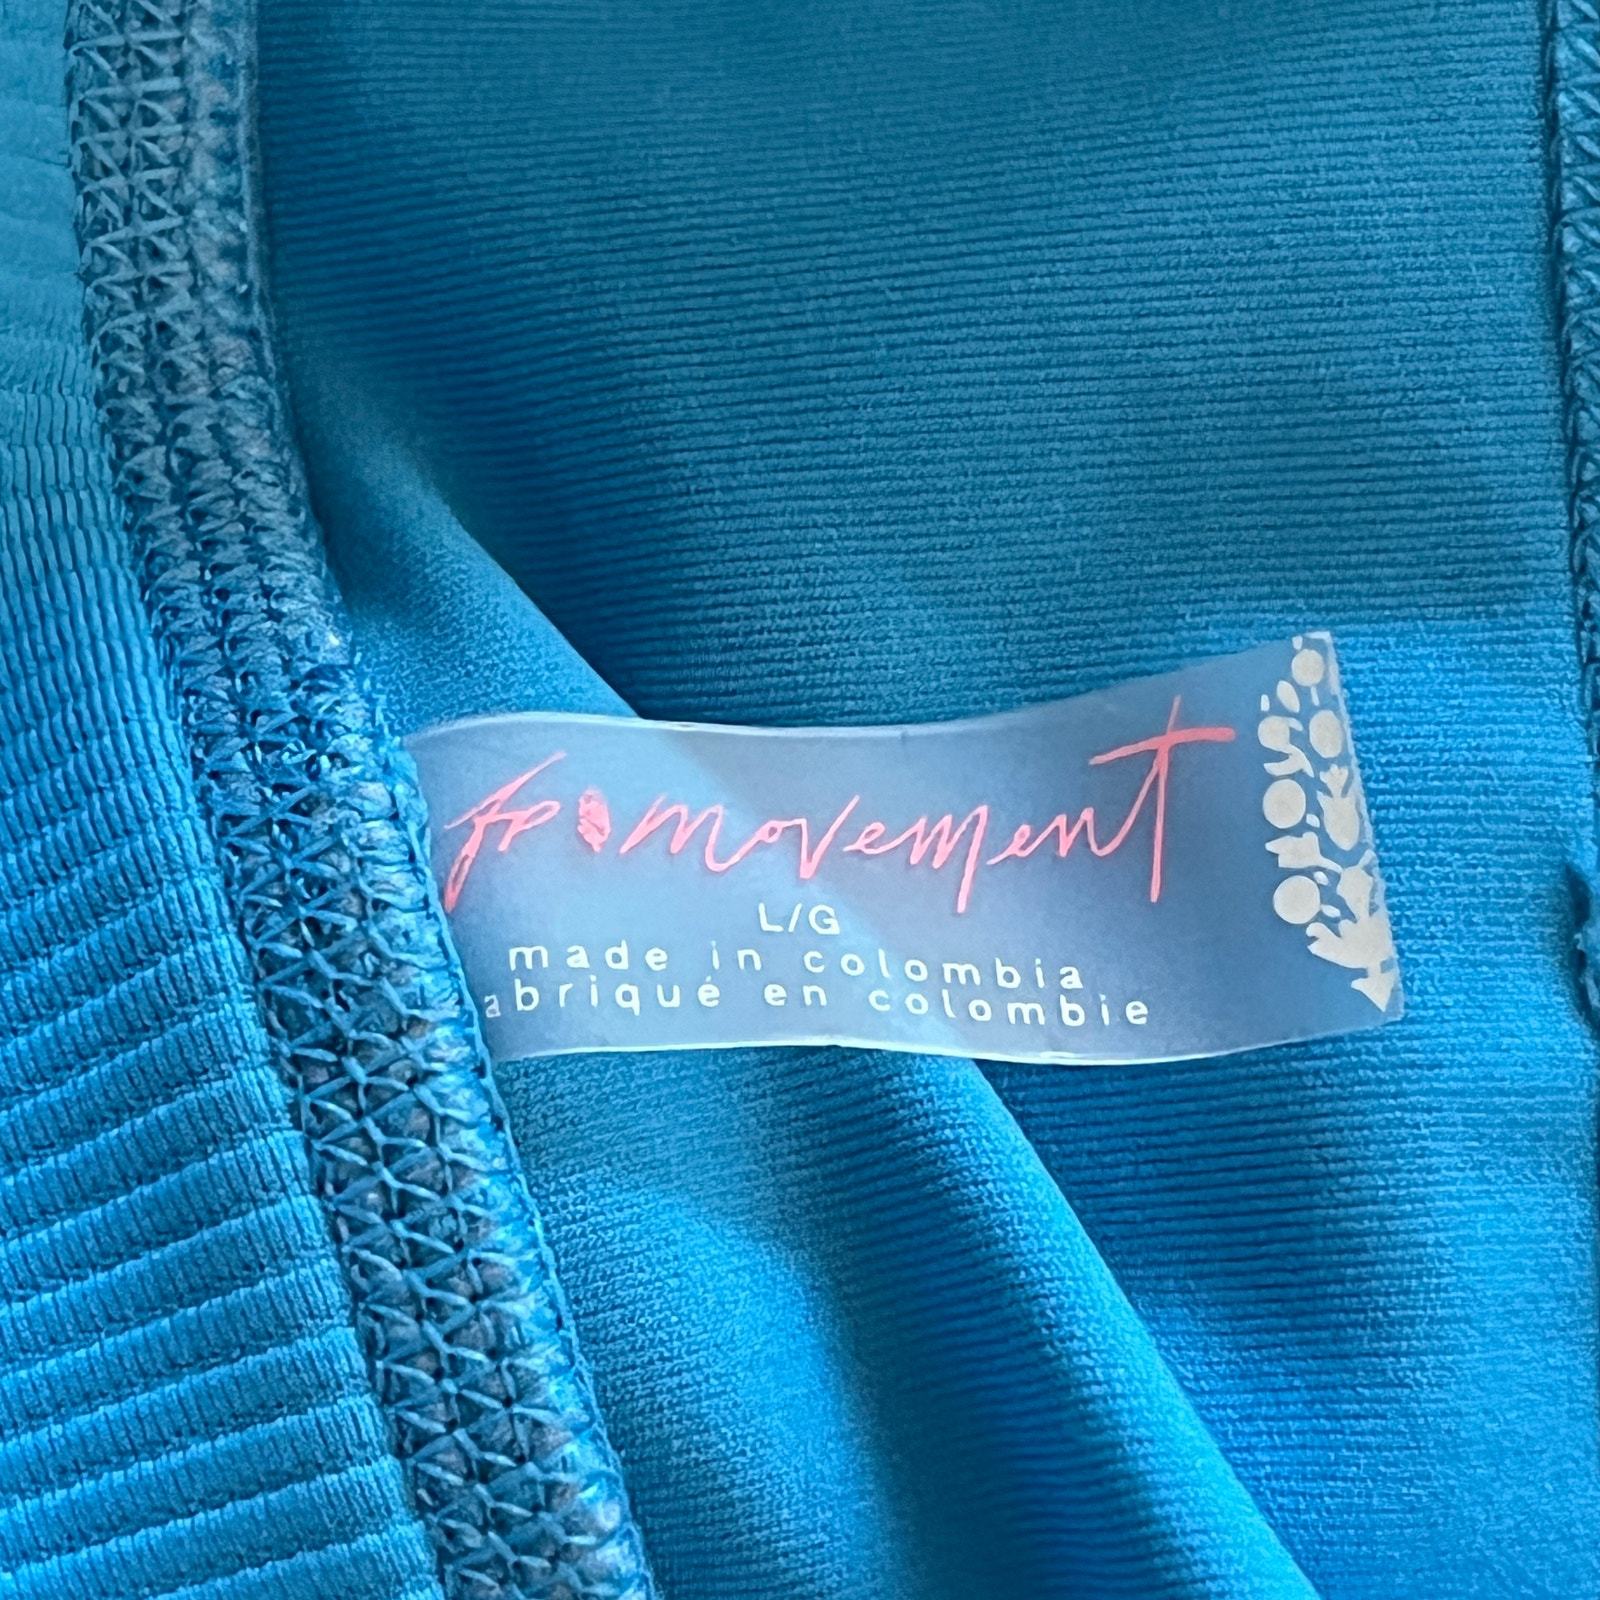 fp movement
L/G
made in colombia
abriqué en colombie